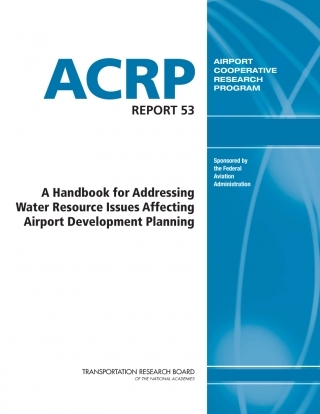 ACRP
REPORT 53
AIRPORT
COOPERATIVE
RESEARCH
PROGRAM
Sponsored by
the Federal
Aviation
Administration
A Handbook for Addressing
Water Resource Issues Affecting
Airport Development Planning
TRANSPORTATION RESEARCH BOARD
OF THE NATIONAL ACADEMIES